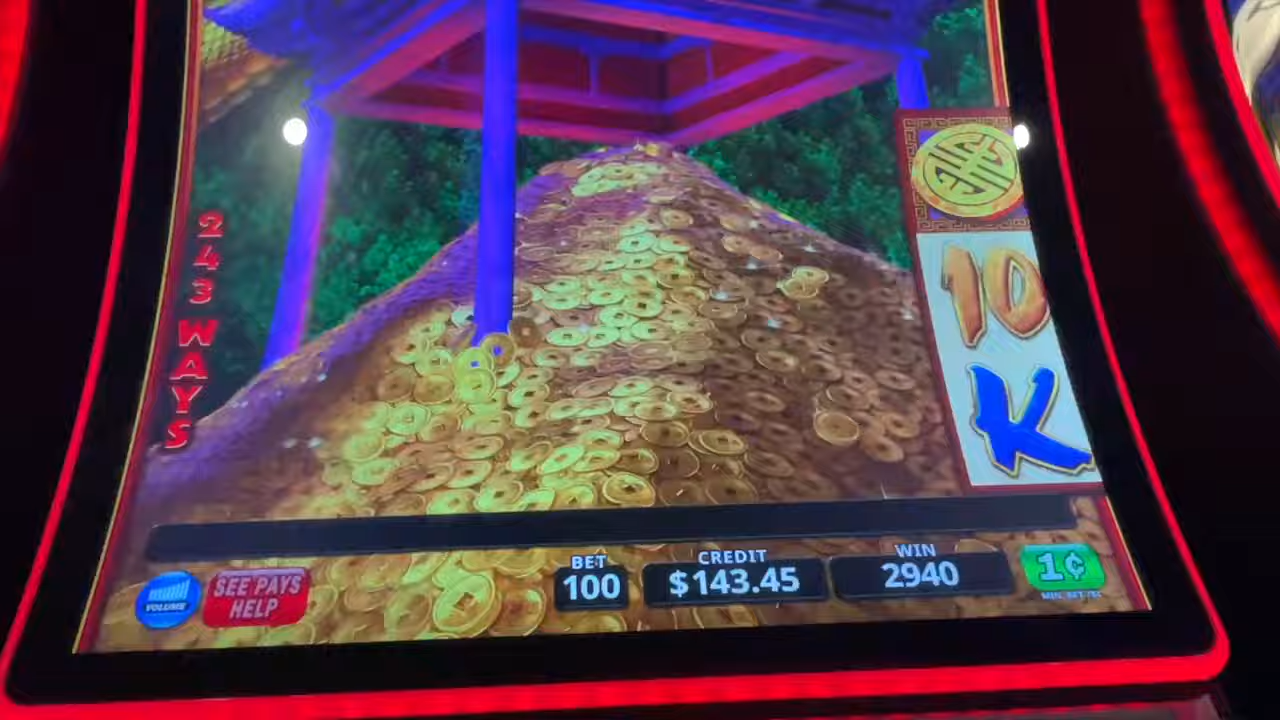 243 WAYS
10
K
BET
100
CREDIT
$143.45
WIN
2940
1¢
VOLUME
SEE PAYS
HELP